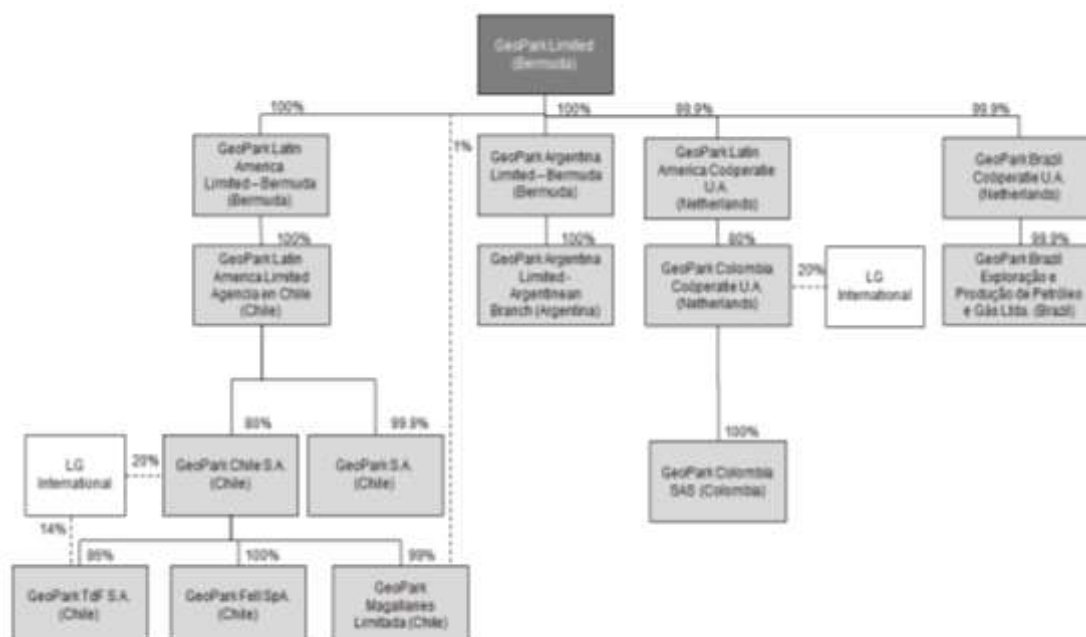 GeoPark Limited
(Bermuda)
100%
100%
99.9%
99.9%
1%
GeoPark Latin
America
Limited – Bermuda
(Bermuda)
GeoPark Argentina
Limited – Bermuda
(Bermuda)
GeoPark Latin
America Coöperatie
U.A.
(Netherlands)
GeoPark Brazil
Coöperatie U.A.
(Netherlands)
100%
100%
80%
99.9%
GeoPark Latin
America Limited
Agencia en Chile
(Chile)
GeoPark Argentina
Limited -
Argentinean
Branch (Argentina)
GeoPark Colombia
Coöperatie U.A.
(Netherlands)
20%
LG
International
GeoPark Brazil
Exploração e
Produção de Petróleo
e Gás Ltda. (Brazil)
80%
99.9%
100%
LG
International
20%
GeoPark Chile S.A.
(Chile)
GeoPark S.A.
(Chile)
GeoPark Colombia
SAS (Colombia)
14%
100%
99%
GeoPark TdF S.A.
(Chile)
GeoPark Fell SpA.
(Chile)
GeoPark
Magallanes
Limitada (Chile)